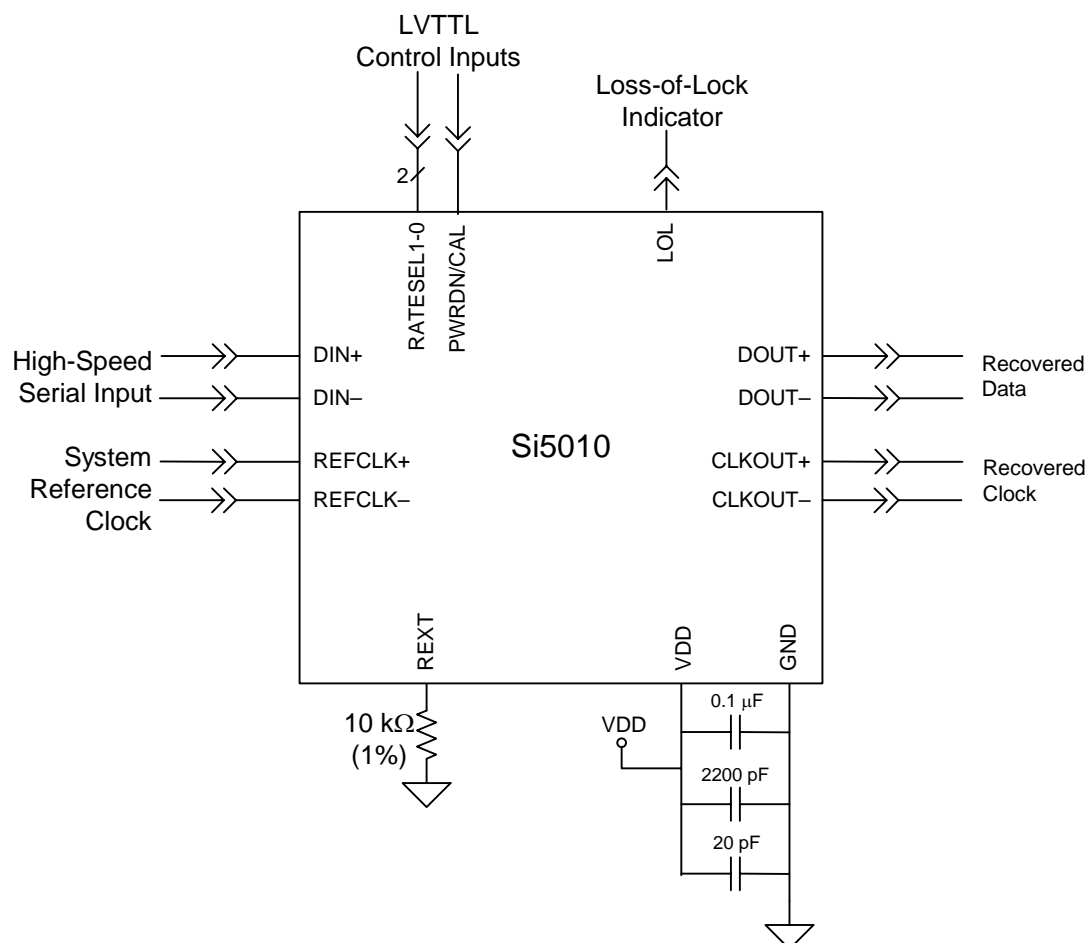 LVTTL
Control Inputs
Loss-of-Lock
Indicator
2
RATESEL1-0
PWRDN/CAL
LOL
High-Speed
Serial Input
DIN+
DIN–
DOUT+
DOUT–
Recovered
Data
System
Reference
Clock
REFCLK+
REFCLK–
Si5010
CLKOUT+
CLKOUT–
Recovered
Clock
REXT
VDD
GND
10 kΩ
(1%)
VDD
0.1 μF
2200 pF
20 pF